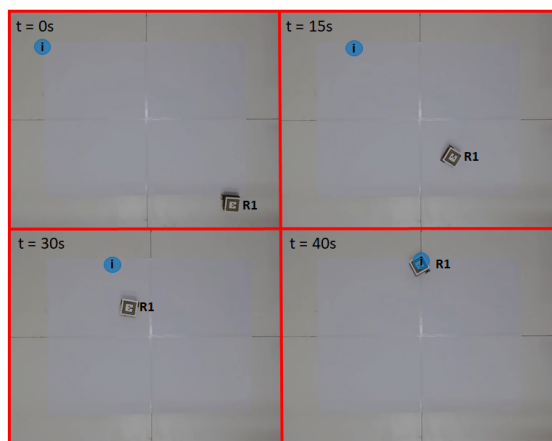 t = 0s
i
R1
t = 15s
i
R1
t = 30s
i
R1
t = 40s
i
R1